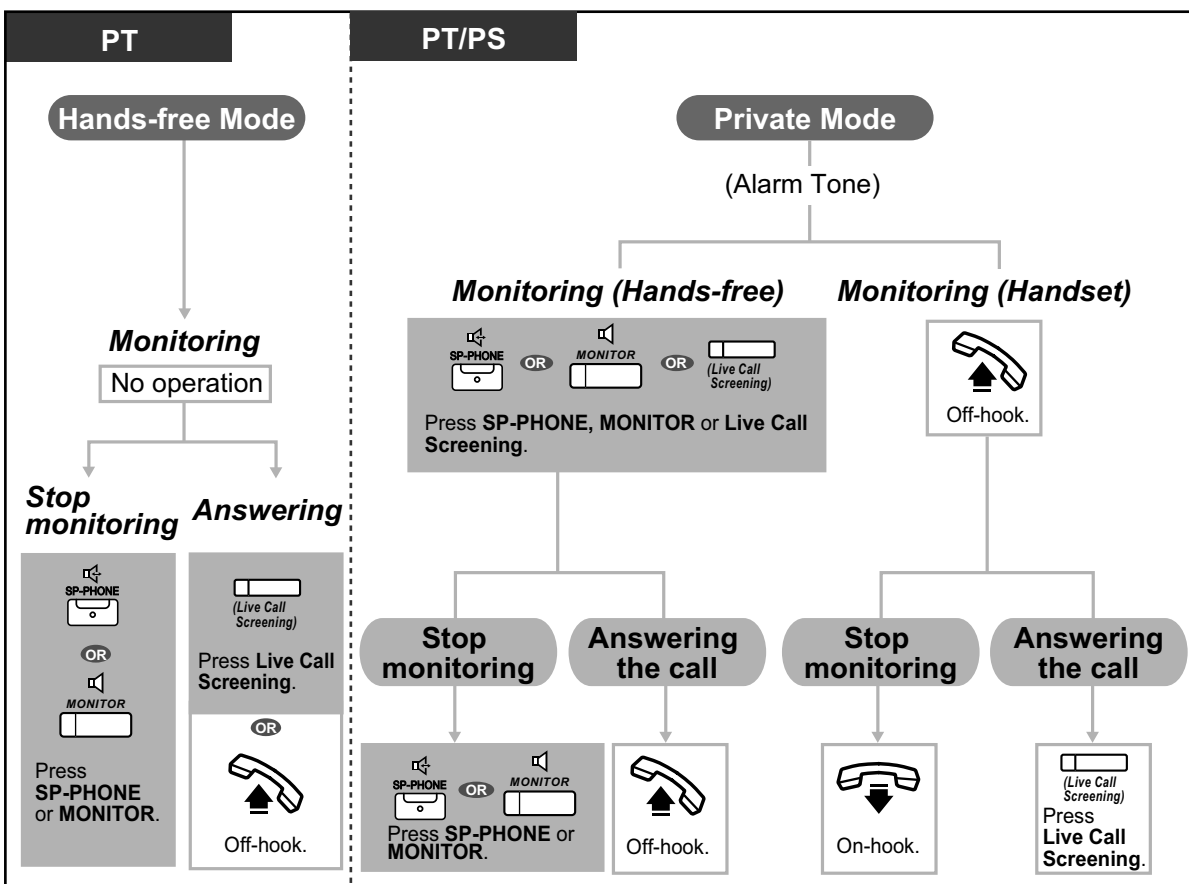 PT
Hands-free Mode
Monitoring
No operation
Stop
monitoring
SP-PHONE
OR
MONITOR
Press
SP-PHONE
or MONITOR.
Answering
(Live Call
Screening)
Press Live Call
Screening.
OR
Off-hook.
PT/PS
Private Mode
(Alarm Tone)
Monitoring (Hands-free)
SP-PHONE OR MONITOR OR (Live Call
Screening)
Press SP-PHONE, MONITOR or Live Call
Screening.
Stop
monitoring
SP-PHONE OR MONITOR
Press SP-PHONE or
MONITOR.
Answering
the call
Off-hook.
Monitoring (Handset)
Off-hook.
Stop
monitoring
On-hook.
Answering
the call
(Live Call
Screening)
Press
Live Call
Screening.